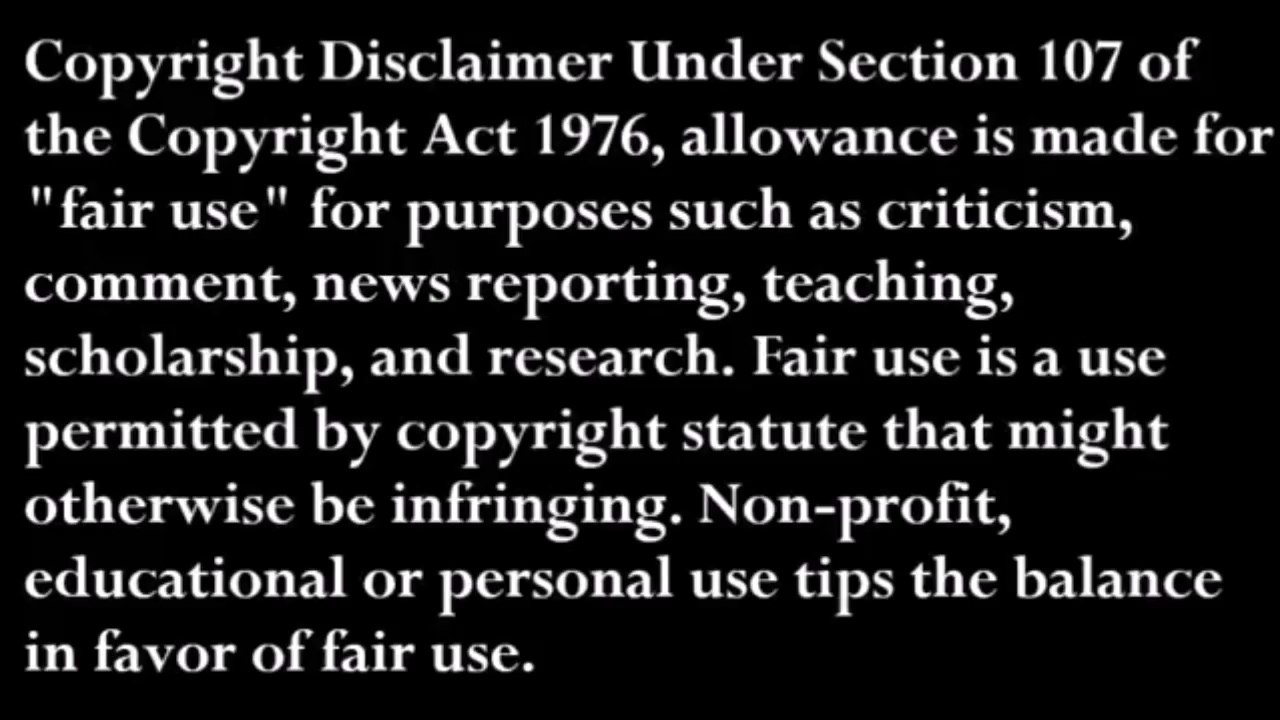 Copyright Disclaimer Under Section 107 of
the Copyright Act 1976, allowance is made for
"fair use" for purposes such as criticism,
comment, news reporting, teaching,
scholarship, and research. Fair use is a use
permitted by copyright statute that might
otherwise be infringing. Non-profit,
educational or personal use tips the balance
in favor of fair use.